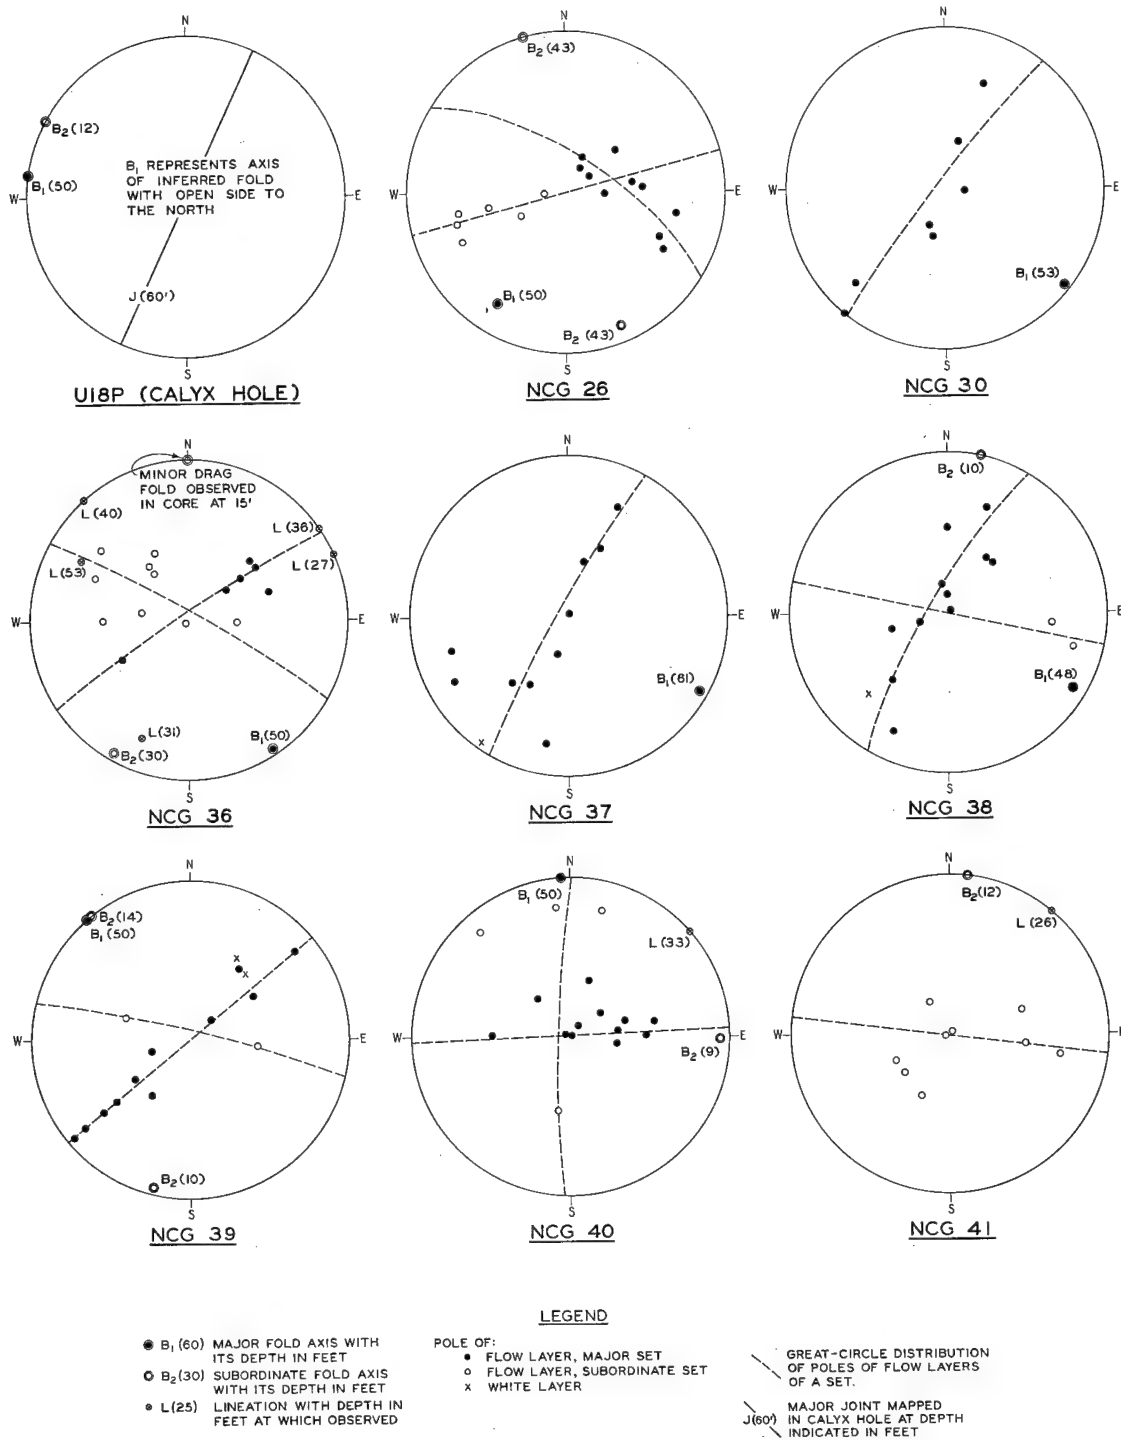 N
B₂ (12)
B₁ (50)
W
E
B₁ REPRESENTS AXIS
OF INFERRED FOLD
WITH OPEN SIDE TO
THE NORTH
J (60')
S
U18P (CALYX HOLE)
N
B₂ (43)
W
E
B₁ (50)
B₂ (43)
S
NCG 26
N
W
E
B₁ (53)
S
NCG 30
N
MINOR DRAG
FOLD OBSERVED
IN CORE AT 15'
L (40)
L (36)
L (27)
L (53)
W
E
L (31)
B₂ (30)
B₁ (50)
S
NCG 36
N
W
E
B₁ (61)
S
NCG 37
N
B₂ (10)
W
E
B₁ (48)
S
NCG 38
N
B₂ (14)
B₁ (50)
W
E
B₂ (10)
S
NCG 39
N
B₁ (50)
L (33)
W
E
B₂ (9)
S
NCG 40
N
B₂ (12)
L (26)
W
E
S
NCG 41
LEGEND
B₁ (60) MAJOR FOLD AXIS WITH
ITS DEPTH IN FEET
B₂ (30) SUBORDINATE FOLD AXIS
WITH ITS DEPTH IN FEET
L (25) LINEATION WITH DEPTH IN
FEET AT WHICH OBSERVED
POLE OF:
FLOW LAYER, MAJOR SET
FLOW LAYER, SUBORDINATE SET
x WHITE LAYER
GREAT-CIRCLE DISTRIBUTION
OF POLES OF FLOW LAYERS
OF A SET.
MAJOR JOINT MAPPED
J(60') IN CALYX HOLE AT DEPTH
INDICATED IN FEET